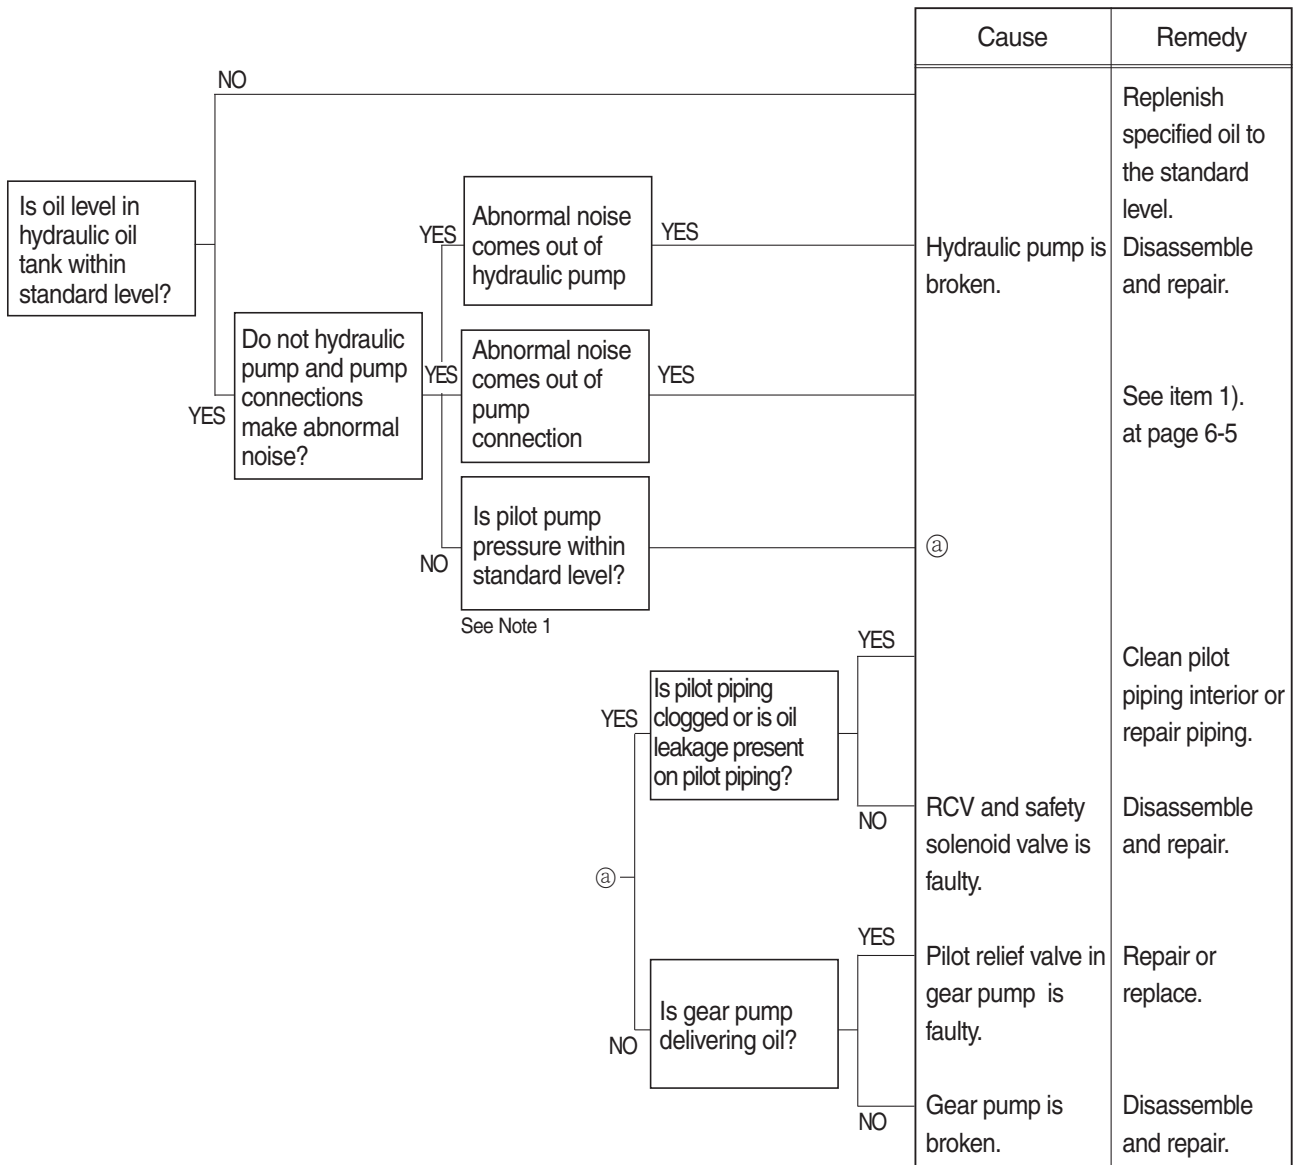 Cause
Remedy
NO
Replenish
specified oil to
the standard
level.
Is oil level in
hydraulic oil
tank within
standard level?
YES
Abnormal noise
comes out of
hydraulic pump
YES
Hydraulic pump is
broken.
Disassemble
and repair.
YES
Do not hydraulic
pump and pump
connections
make abnormal
noise?
YES
Abnormal noise
comes out of
pump
connection
YES
See item 1).
at page 6-5
NO
Is pilot pump
pressure within
standard level?
See Note 1
ⓐ
YES
Is pilot piping
clogged or is oil
leakage present
on pilot piping?
YES
Clean pilot
piping interior or
repair piping.
NO
RCV and safety
solenoid valve is
faulty.
Disassemble
and repair.
ⓐ
NO
Is gear pump
delivering oil?
YES
Pilot relief valve in
gear pump is
faulty.
Repair or
replace.
NO
Gear pump is
broken.
Disassemble
and repair.